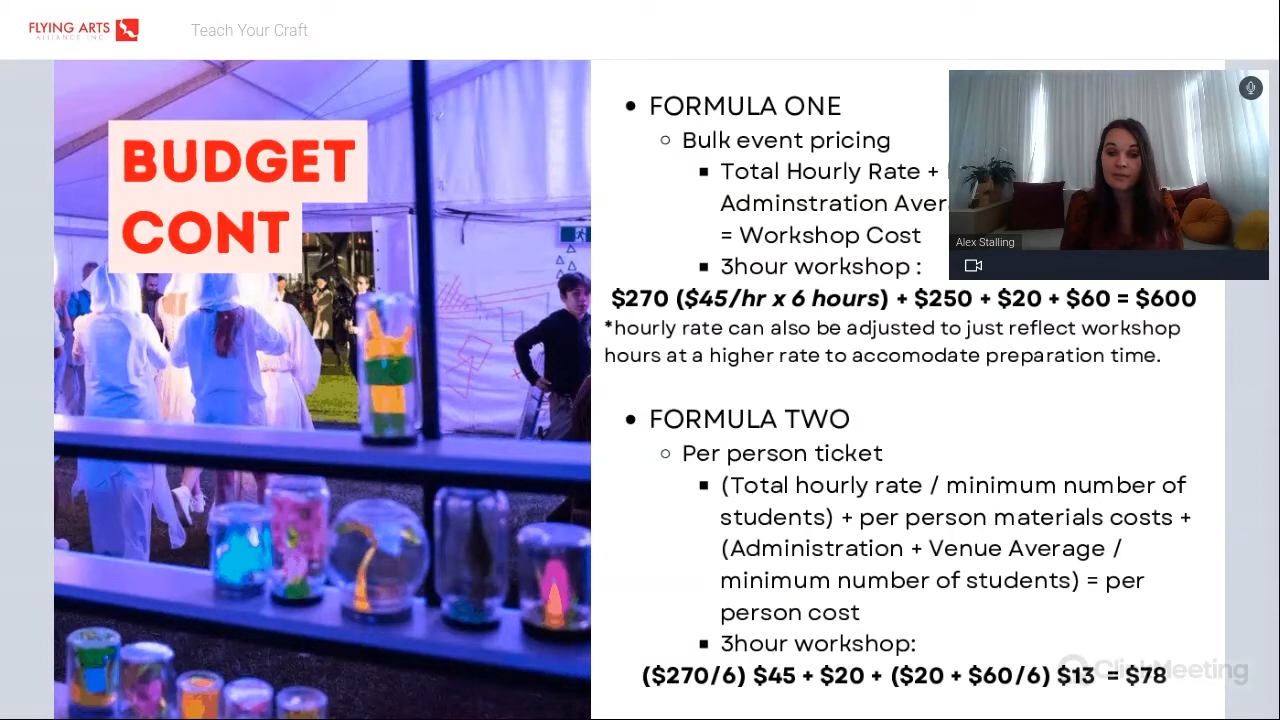 FLYING ARTS
ALLIANCE INC
Teach Your Craft
BUDGET
CONT
• FORMULA ONE
○ Bulk event pricing
▪ Total Hourly Rate +
Adminstration
= Workshop Cost
▪ 3hour workshop :
$270 ($45/hr x 6 hours) + $250 + $20 + $60 = $600
*hourly rate can also be adjusted to just reflect workshop
hours at a higher rate to accomodate preparation time.
• FORMULA TWO
○ Per person ticket
▪ (Total hourly rate / minimum number of
students) + per person materials costs +
(Administration + Venue Average /
minimum number of students) = per
person cost
▪ 3hour workshop:
($270/6) $45 + $20 + ($20 + $60/6) $13 = $78
Alex Stalling
ClickMeeting